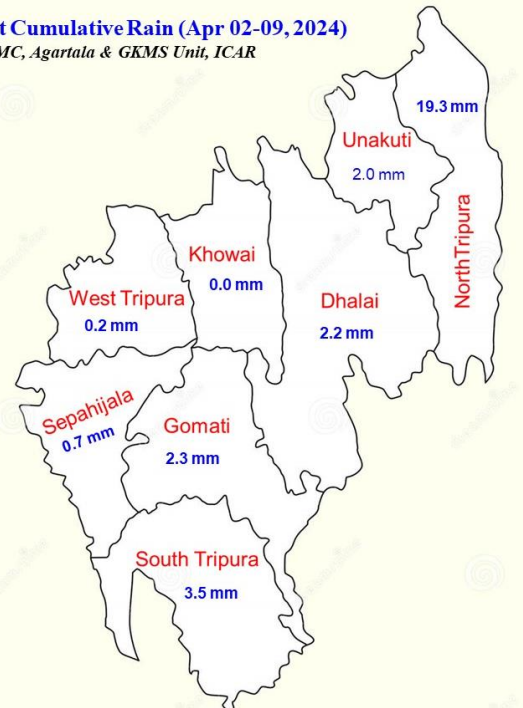 t Cumulative Rain (Apr 02-09, 2024)
MC, Agartala & GKMS Unit, ICAR
19.3 mm
Unakuti
2.0 mm
NorthTripura
Khowai
0.0 mm
West Tripura
0.2 mm
Dhalai
2.2 mm
Sepahijala
0.7 mm
Gomati
2.3 mm
South Tripura
3.5 mm